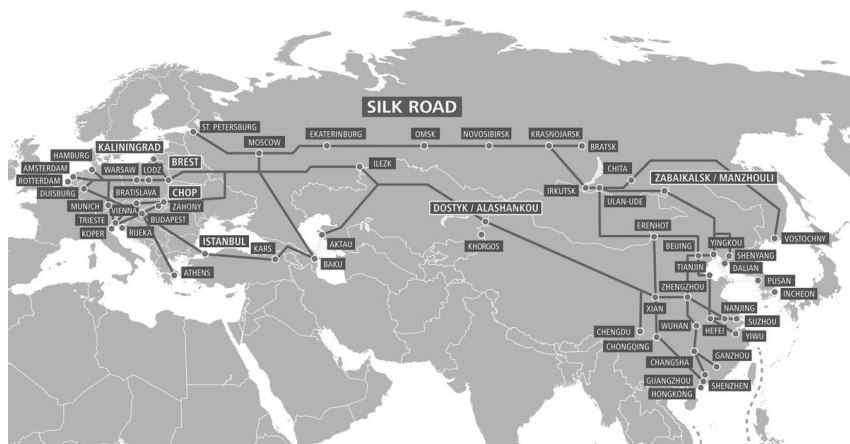 SILK ROAD
ST. PETERSBURG
MOSCOW
EKATERINBURG
OMSK
NOVOSIBIRSK
KRASNOJARSK
BRATSK
KALININGRAD
HAMBURG
AMSTERDAM
WARSAW
LODZ
BREST
ROTTERDAM
DUISBURG
BRATISLAVA
CHOP
MUNICH
VIENNA
ZÁHONY
BUDAPEST
TRIESTE
KOPER
RIJEKA
ISTANBUL
KARS
ATHENS
BAKU
AKTAU
ILEZK
DOSTYK / ALASHANKOU
KHORGOS
IRKUTSK
CHITA
ULAN-UDE
ZABAIKALSK / MANZHOULI
ERENHOT
BEIJING
YINGKOU
VOSTOCHNY
SHENYANG
TIANJIN
DALIAN
PUSAN
INCHEON
ZHENGZHOU
XIAN
NANJING
SUZHOU
CHENGDU
WUHAN
HEFEI
YIWU
CHONGQING
CHANGSHA
GANZHOU
GUANGZHOU
SHENZHEN
HONGKONG